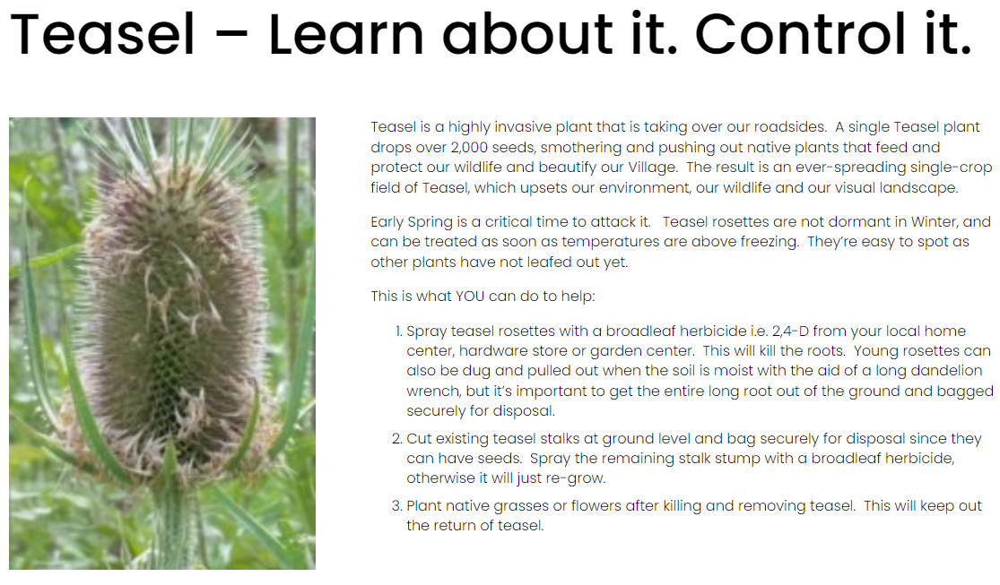 Teasel – Learn about it. Control it.
Teasel is a highly invasive plant that is taking over our roadsides.  A single Teasel plant
drops over 2,000 seeds, smothering and pushing out native plants that feed and
protect our wildlife and beautify our Village.  The result is an ever-spreading single-crop
field of Teasel, which upsets our environment, our wildlife and our visual landscape.
Early Spring is a critical time to attack it.   Teasel rosettes are not dormant in Winter, and
can be treated as soon as temperatures are above freezing.  They're easy to spot as
other plants have not leafed out yet.
This is what YOU can do to help:
1. Spray teasel rosettes with a broadleaf herbicide i.e. 2,4-D from your local home
center, hardware store or garden center.  This will kill the roots.  Young rosettes can
also be dug and pulled out when the soil is moist with the aid of a long dandelion
wrench, but it's important to get the entire long root out of the ground and bagged
securely for disposal.
2. Cut existing teasel stalks at ground level and bag securely for disposal since they
can have seeds.  Spray the remaining stalk stump with a broadleaf herbicide,
otherwise it will just re-grow.
3. Plant native grasses or flowers after killing and removing teasel.  This will keep out
the return of teasel.